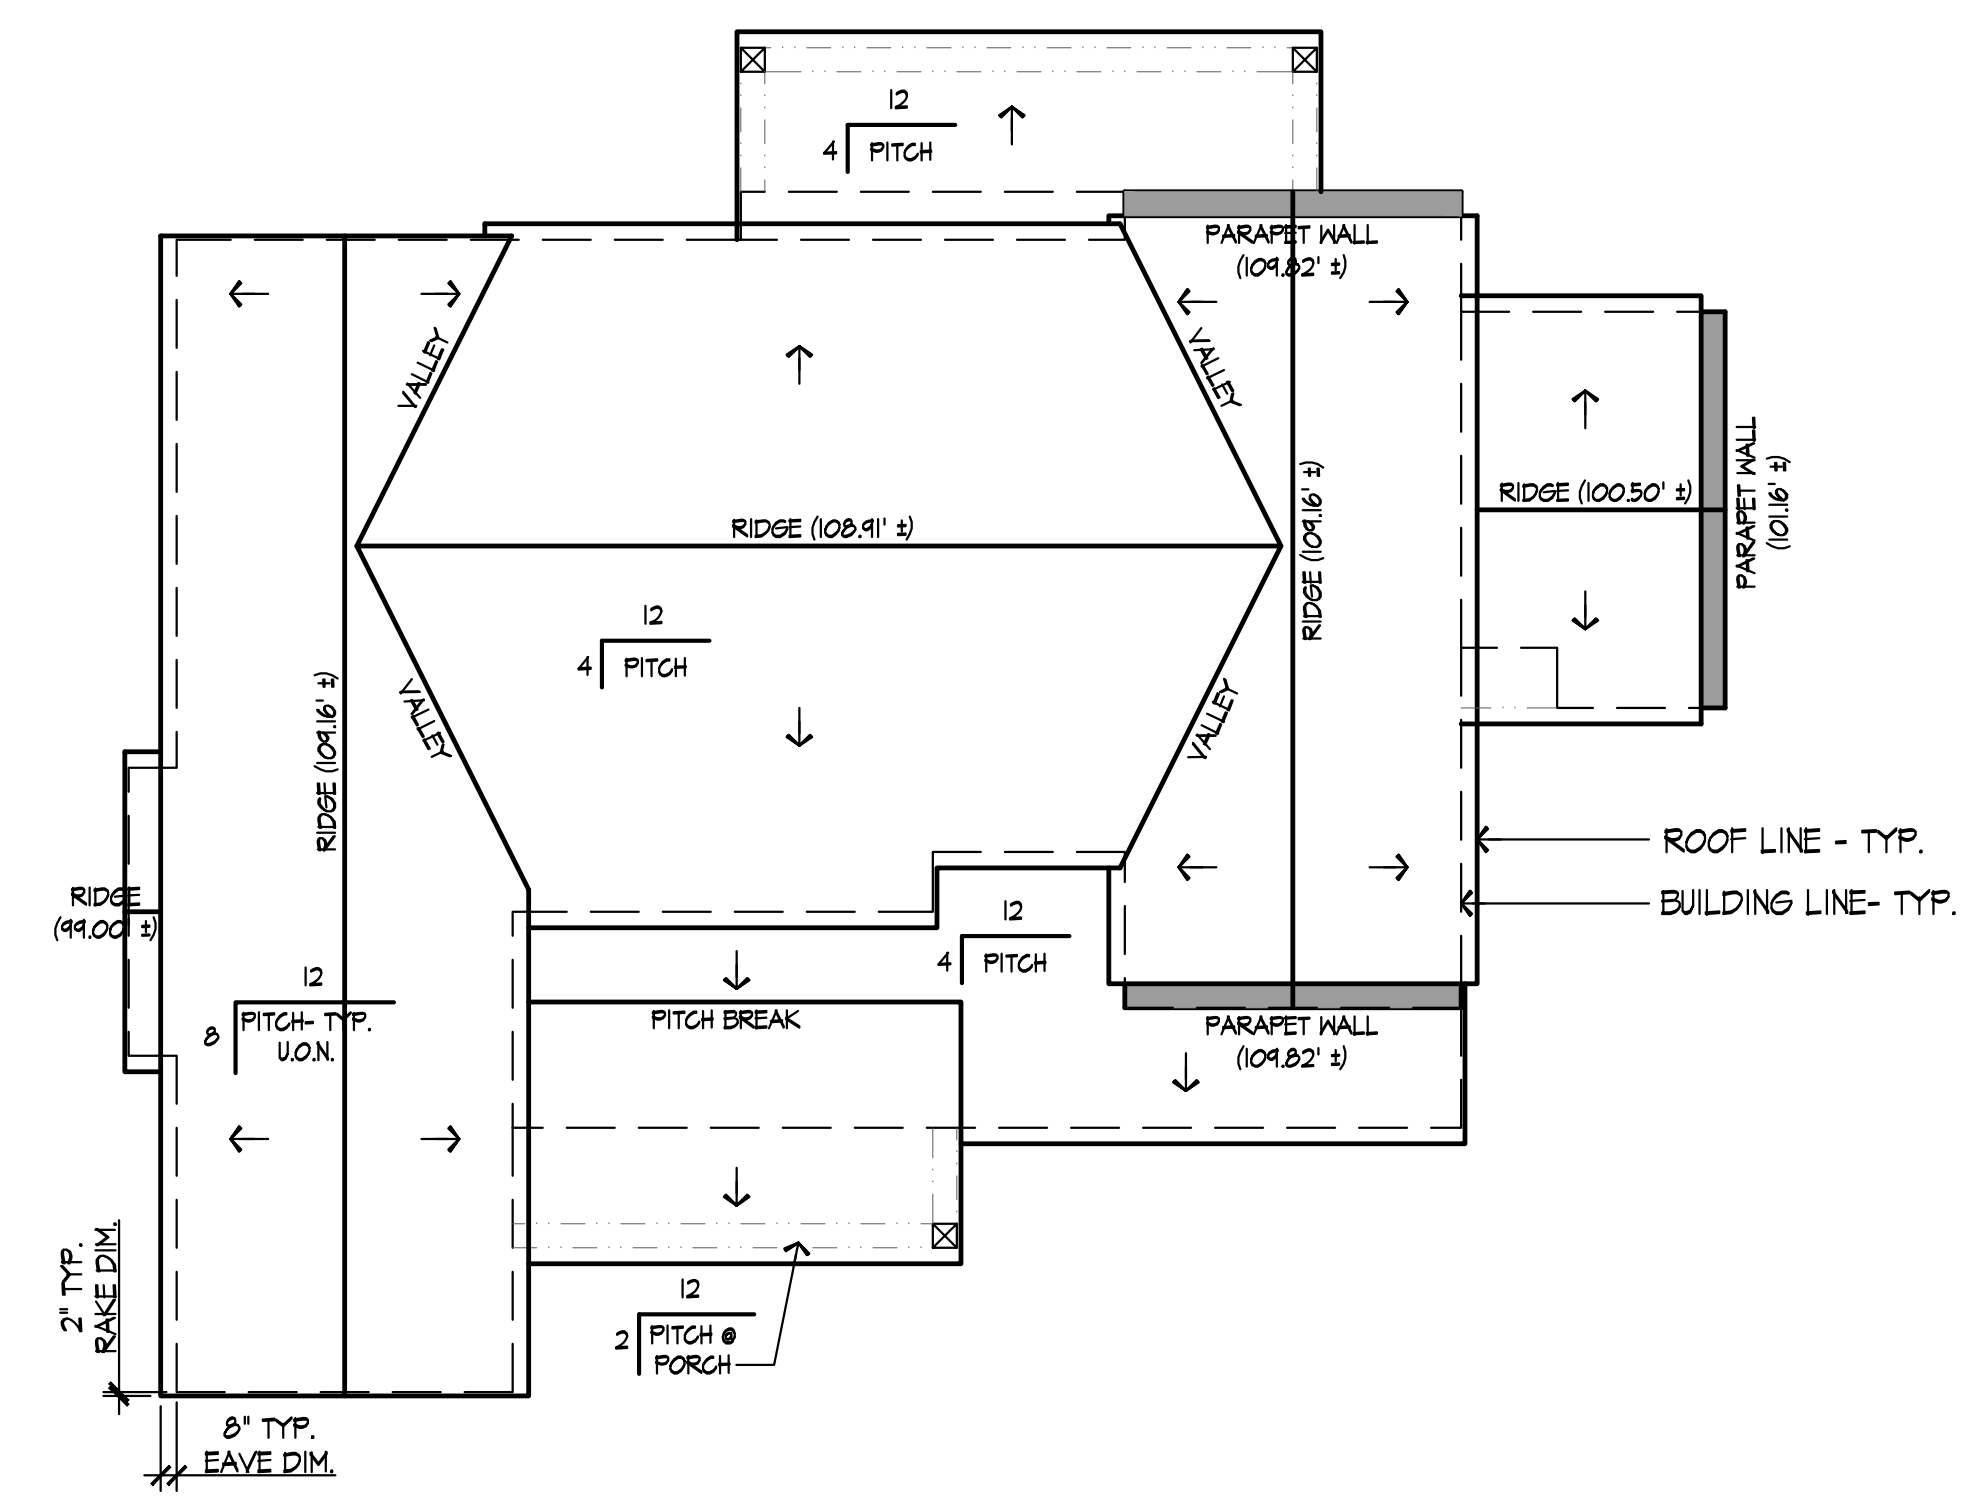 12
4 PITCH
PARAPET WALL
(109.82' ±)
VALLEY
VALLEY
RIDGE (109.16' ±)
RIDGE (100.50' ±)
PARAPET WALL
(101.16' ±)
RIDGE (108.91' ±)
12
4 PITCH
VALLEY
VALLEY
RIDGE (109.16' ±)
ROOF LINE - TYP.
BUILDING LINE- TYP.
RIDGE
(99.00' ±)
12
4 PITCH
12
8 PITCH- TYP.
U.O.N.
PITCH BREAK
PARAPET WALL
(109.82' ±)
2" TYP.
RAKE DIM.
12
2 PITCH @
PORCH
8" TYP.
EAVE DIM.